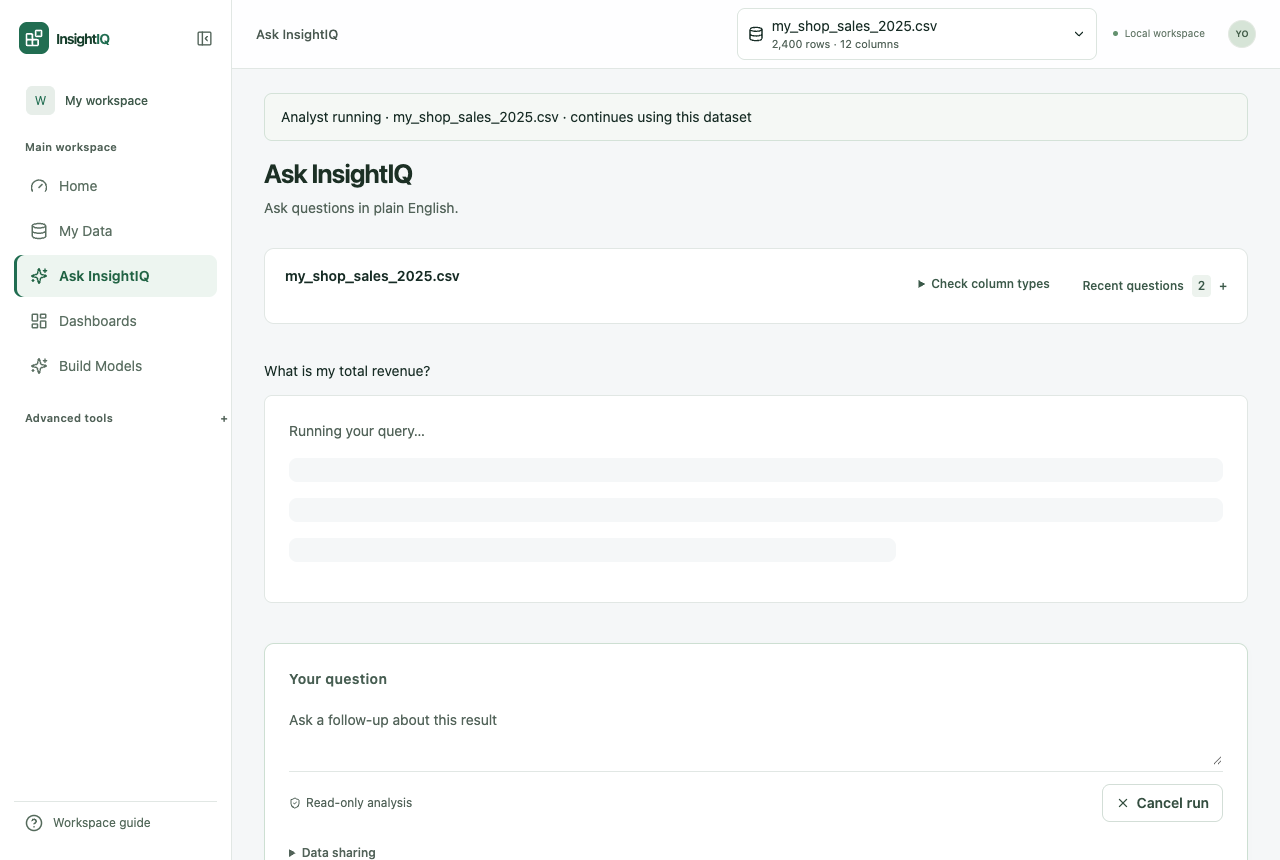 InsightIQ
W My workspace
Main workspace
Home
My Data
Ask InsightIQ
Dashboards
Build Models
Advanced tools +
Workspace guide
Ask InsightIQ
my_shop_sales_2025.csv
2,400 rows · 12 columns
Local workspace
YO
Analyst running · my_shop_sales_2025.csv · continues using this dataset
Ask InsightIQ
Ask questions in plain English.
my_shop_sales_2025.csv
Check column types
Recent questions 2 +
What is my total revenue?
Running your query…
Your question
Ask a follow-up about this result
Read-only analysis
Cancel run
Data sharing